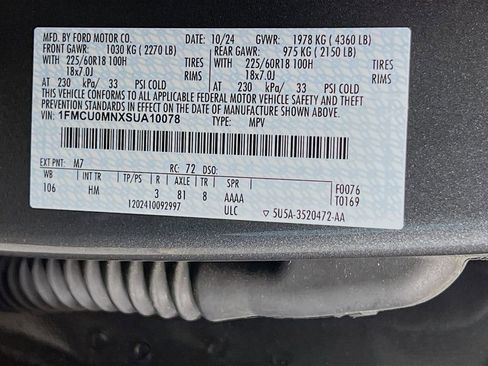 MFD. BY FORD MOTOR CO. 10/24 GVWR: 1978 KG ( 4360 LB)
FRONT GAWR: 1030 KG ( 2270 LB) REAR GAWR: 975 KG ( 2150 LB)
WITH 225/60R18 100H TIRES WITH 225/60R18 100H TIRES
18x7.0J RIMS 18x7.0J RIMS
AT 230 kPa/ 33 PSI COLD AT 230 kPa/ 33 PSI COLD
THIS VEHICLE CONFORMS TO ALL APPLICABLE FEDERAL MOTOR VEHICLE SAFETY AND THEFT
PREVENTION STANDARDS IN EFFECT ON THE DATE OF MANUFACTURE SHOWN ABOVE.
VIN: 1FMCU0MNXSUA10078 TYPE: MPV
EXT PNT: M7 RC: 72 DSO:
WB TP/PS R AXLE TR SPR F0076
106 HM 3 81 8 AAAA T0169
1202410092997 ULC ▽ 5U5A-3520472-AA